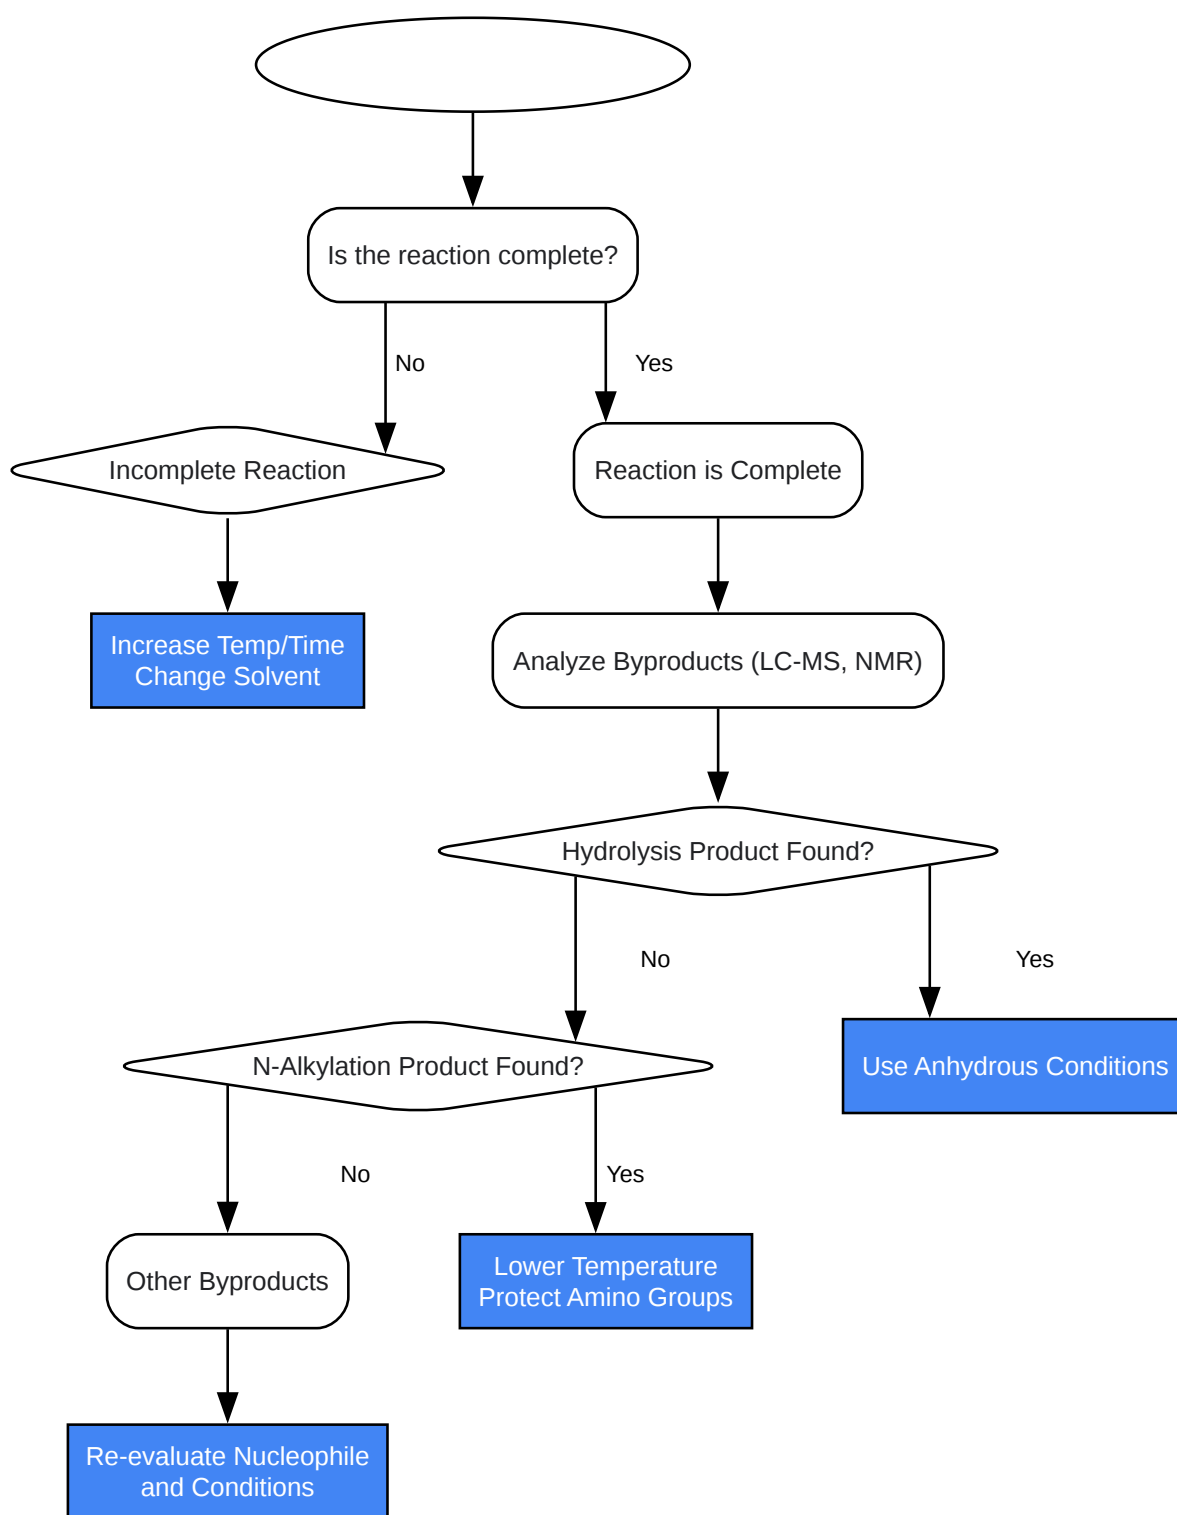 Is the reaction complete?
No
Yes
Incomplete Reaction
Reaction is Complete
Increase Temp/Time
Change Solvent
Analyze Byproducts (LC-MS, NMR)
Hydrolysis Product Found?
No
Yes
N-Alkylation Product Found?
Use Anhydrous Conditions
No
Yes
Other Byproducts
Lower Temperature
Protect Amino Groups
Re-evaluate Nucleophile
and Conditions